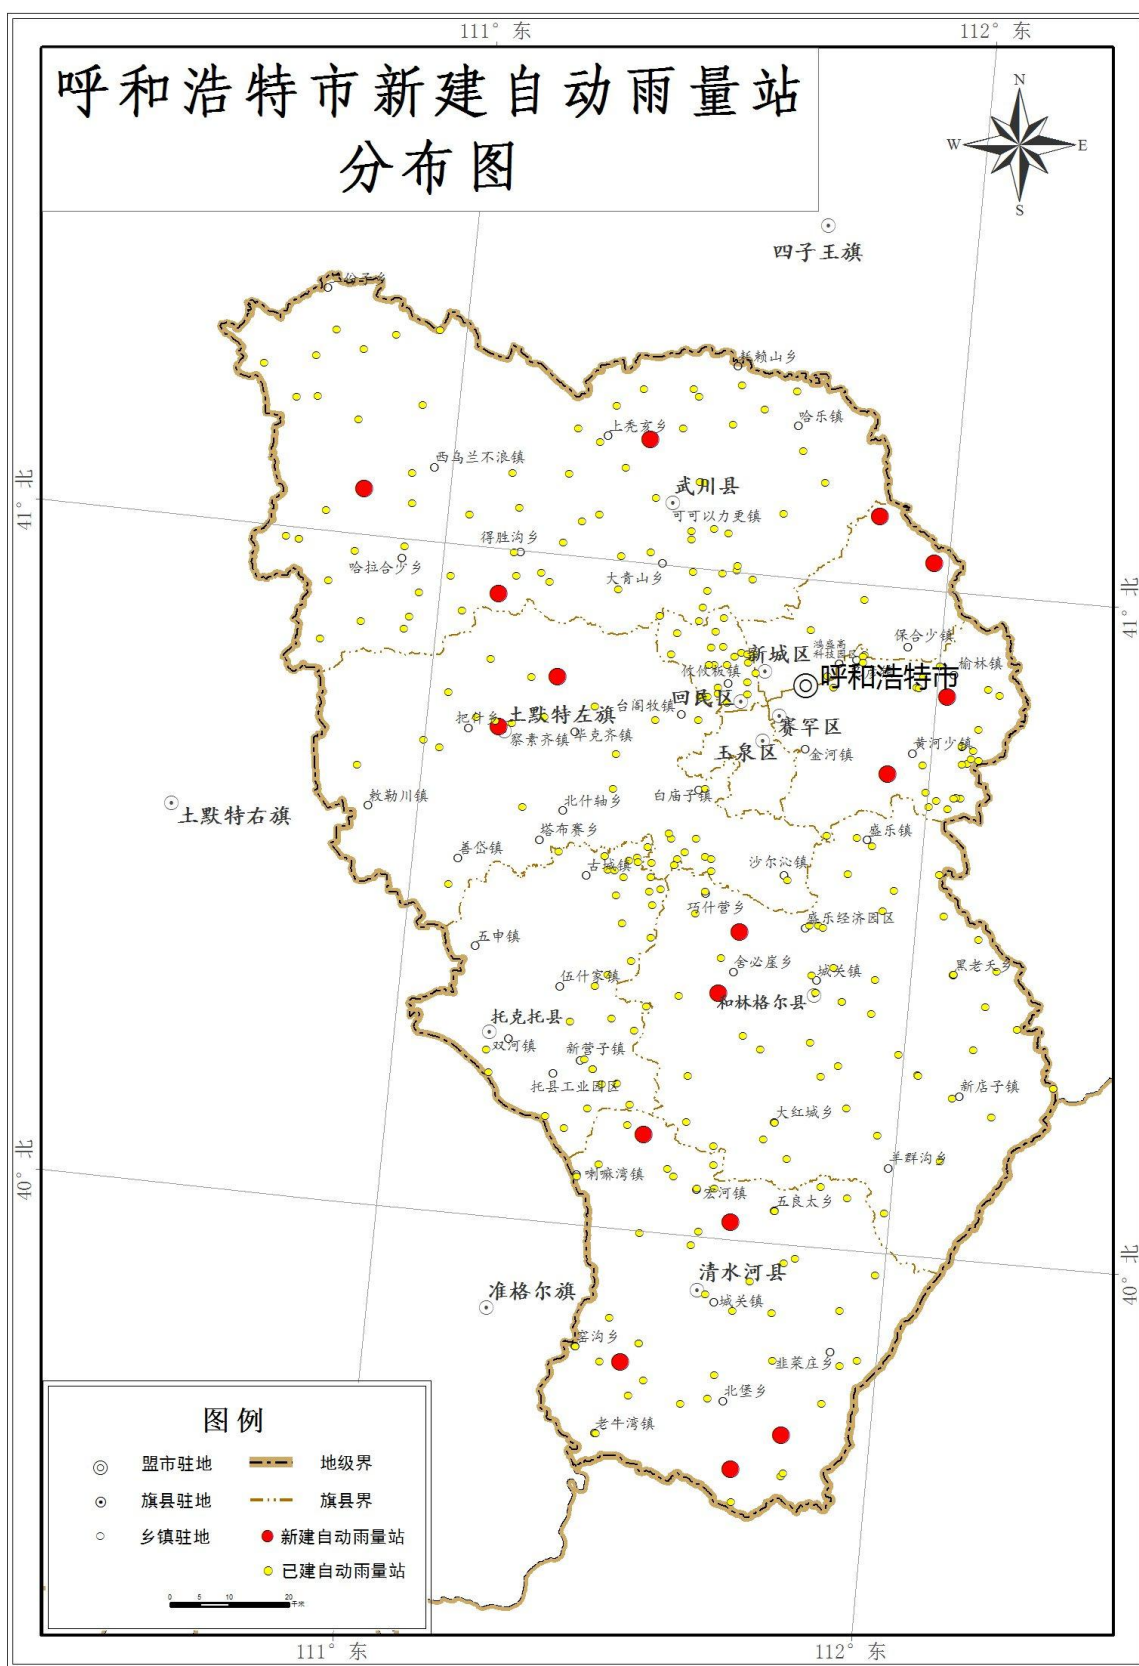 111° 东
112° 东
呼和浩特市新建自动雨量站
分布图
N
W
E
S
四子王旗
耗赖山乡
哈乐镇
上秃亥乡
西乌兰不浪镇
武川县
可可以力更镇
41° 北
得胜沟乡
哈拉合少乡
大青山乡
41° 北
保合少镇
新城区
鸿盛高
科技园区
攸攸板镇
榆林镇
呼和浩特市
回民区
台阁牧镇
土默特左旗
把什乡
察素齐镇
毕克齐镇
赛罕区
玉泉区
金河镇
黄河少镇
土默特右旗
敕勒川镇
北什轴乡
白庙子镇
塔布赛乡
盛乐镇
善岱镇
古城镇
沙尔沁镇
巧什营乡
盛乐经济园区
五申镇
舍必崖乡
城关镇
黑老夭乡
伍什家镇
和林格尔县
托克托县
双河镇
新营子镇
托县工业园区
新店子镇
大红城乡
羊群沟乡
40° 北
喇嘛湾镇
宏河镇
五良太乡
40° 北
清水河县
准格尔旗
城关镇
窑沟乡
韭菜庄乡
北堡乡
老牛湾镇
图例
盟市驻地
地级界
旗县驻地
旗县界
乡镇驻地
新建自动雨量站
已建自动雨量站
0 5 10 20
千米
111° 东
112° 东